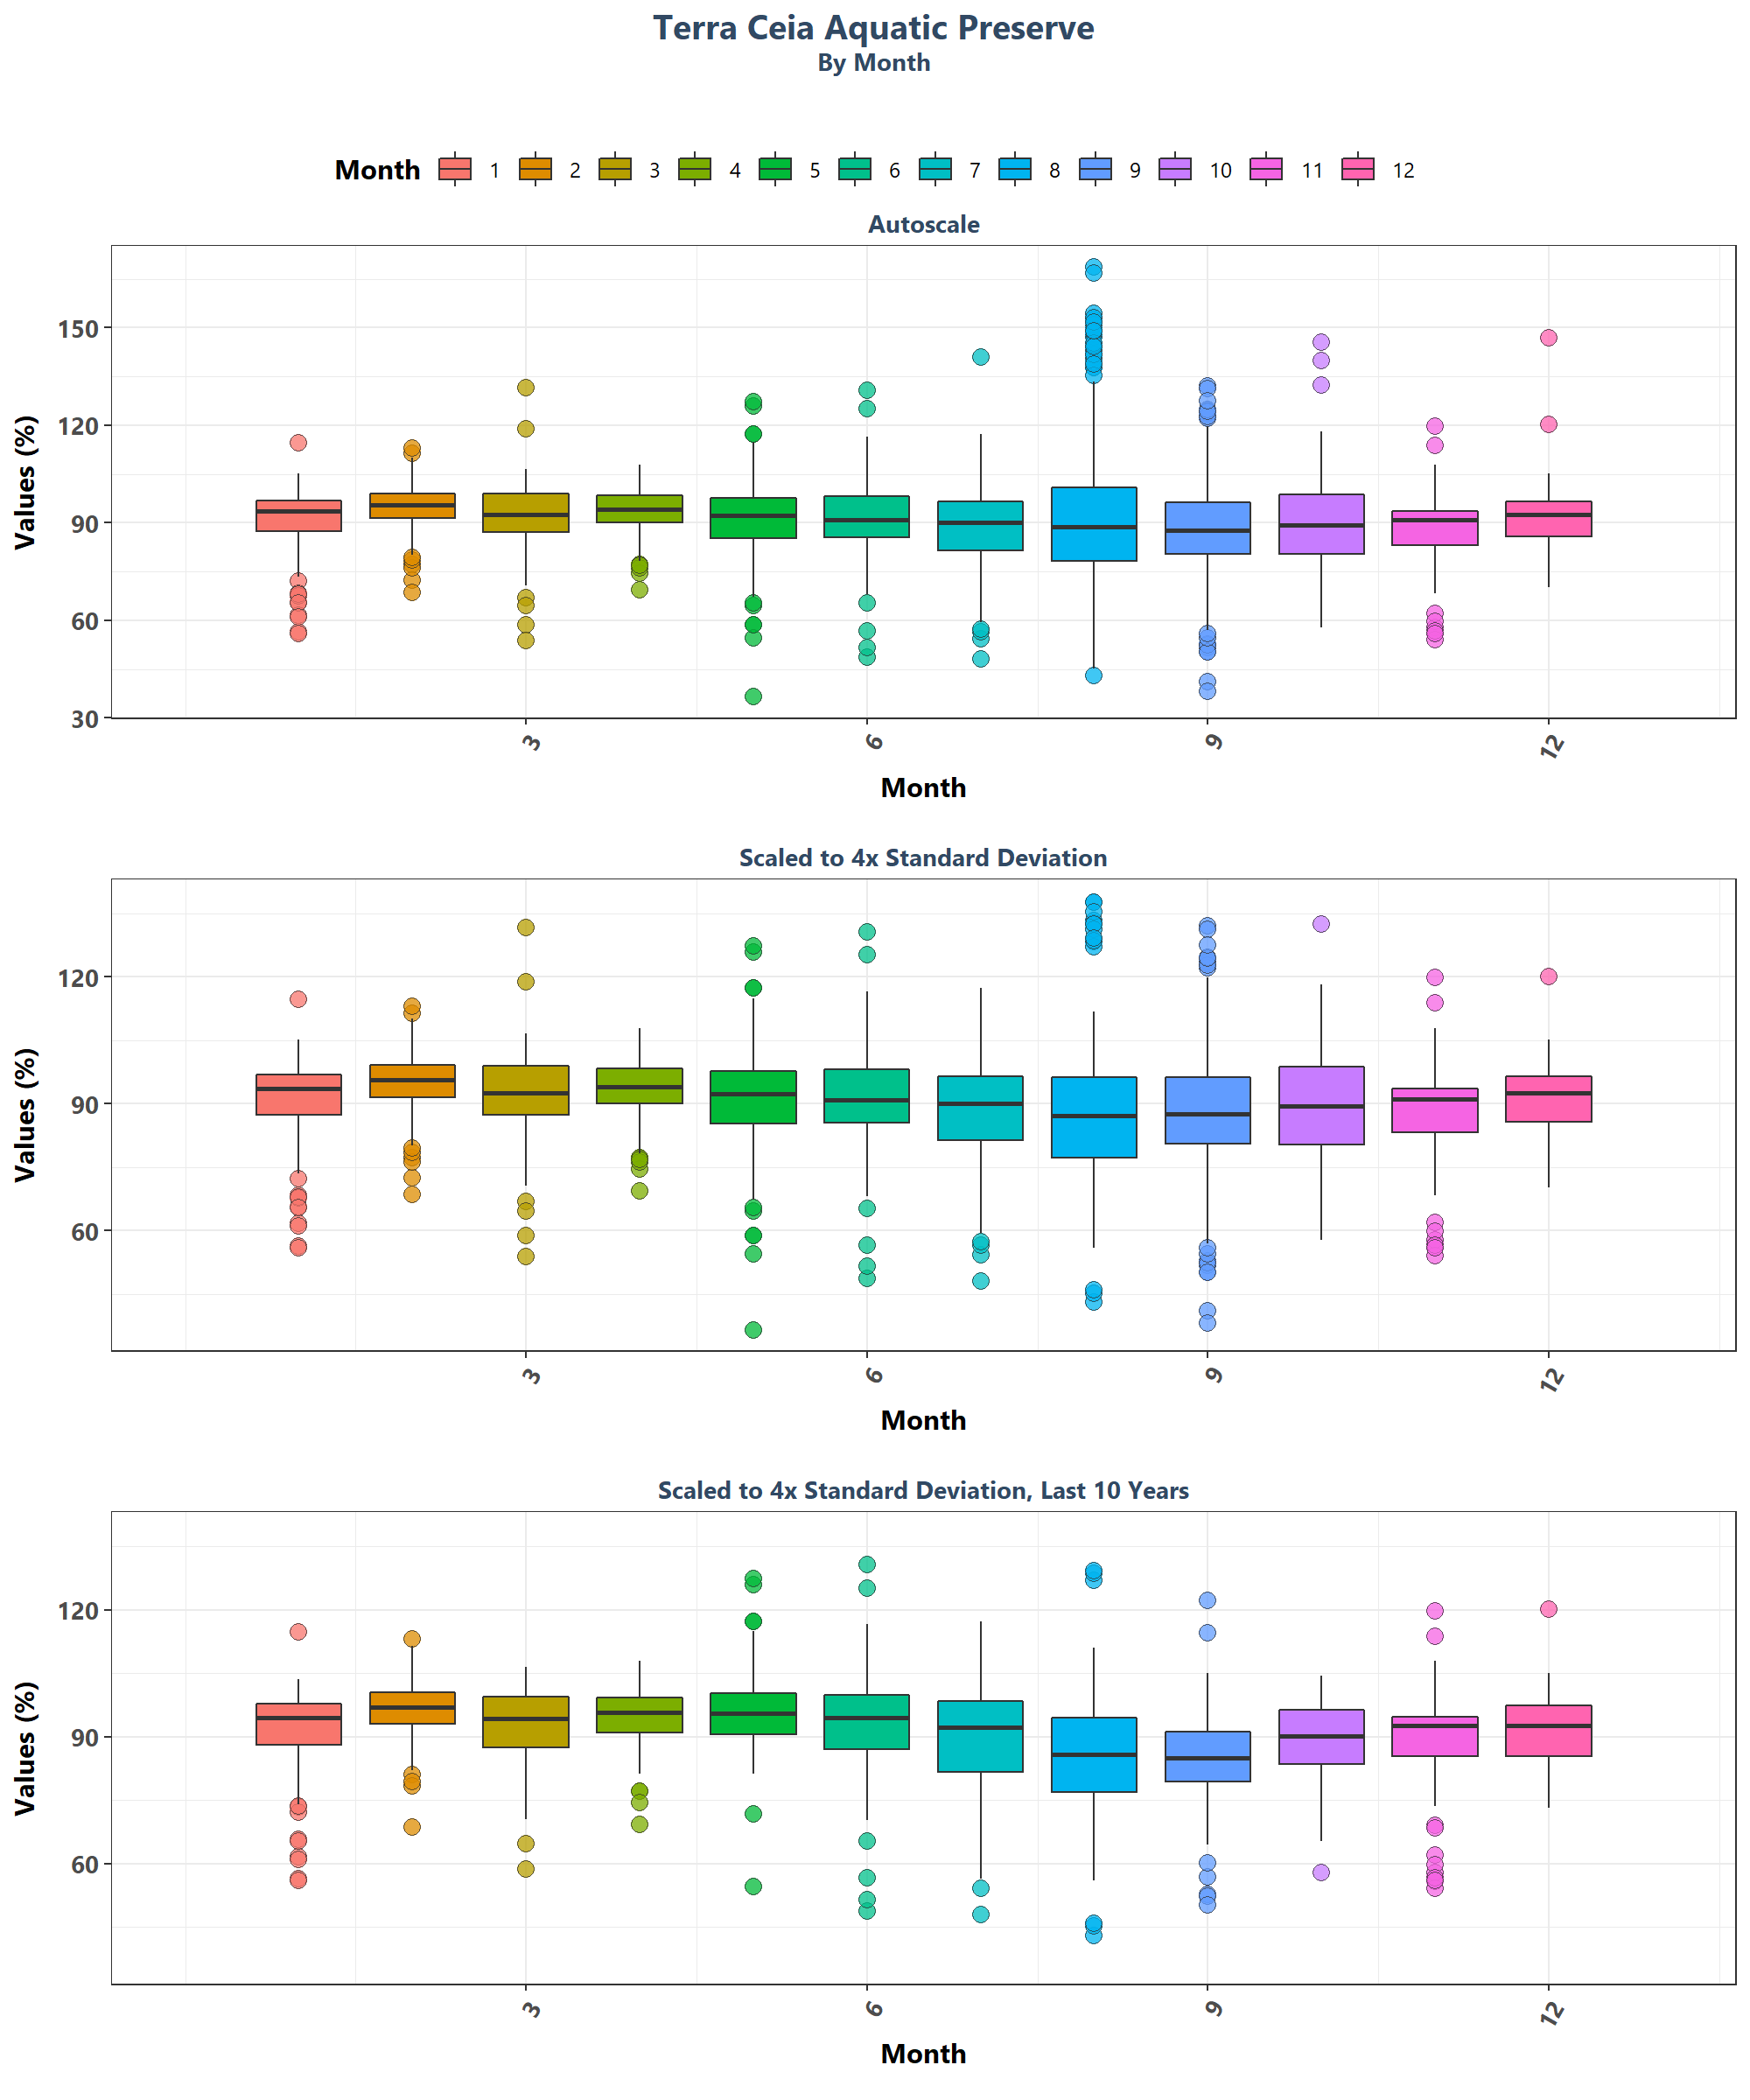 Terra Ceia Aquatic Preserve
By Month
Month 1 2 3 4 5 6 7 8 9 10 11 12
Autoscale
Values (%)
150
120
90
60
30
3 6 9 12
Month
Scaled to 4x Standard Deviation
Values (%)
120
90
60
3 6 9 12
Month
Scaled to 4x Standard Deviation, Last 10 Years
Values (%)
120
90
60
3 6 9 12
Month